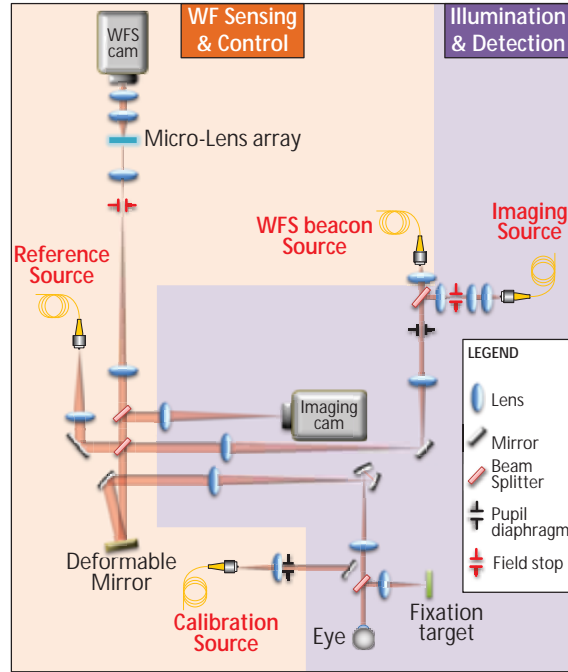 WF Sensing
& Control
Illumination
& Detection
WFS
cam
Micro-Lens array
WFS beacon
Source
Imaging
Source
Reference
Source
Imaging
cam
LEGEND
Lens
Mirror
Beam
Splitter
Pupil
diaphragm
Field stop
Deformable
Mirror
Calibration
Source
Eye
Fixation
target